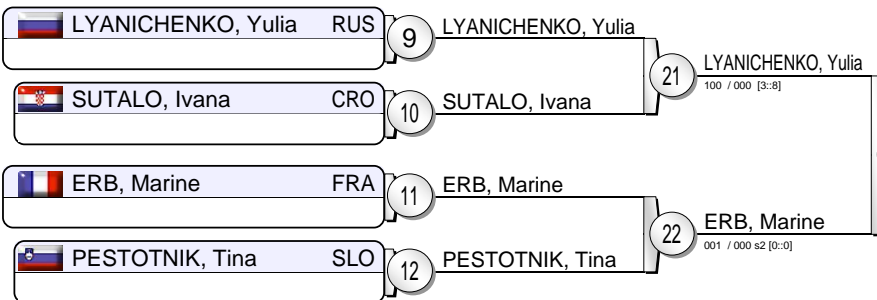 LYANICHENKO, Yulia RUS 9 LYANICHENKO, Yulia
21 LYANICHENKO, Yulia
100 / 000 [3::8]
SUTALO, Ivana CRO 10 SUTALO, Ivana
ERB, Marine FRA 11 ERB, Marine
22 ERB, Marine
001 / 000 s2 [0::0]
PESTOTNIK, Tina SLO 12 PESTOTNIK, Tina